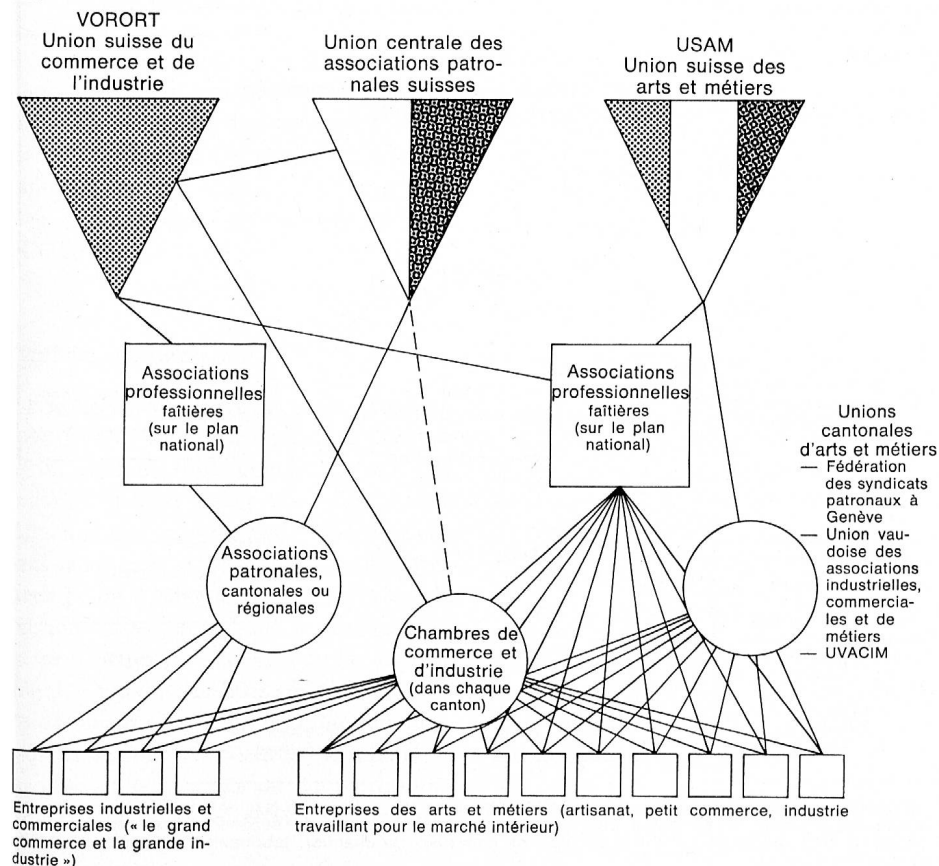 VORORT
Union suisse du
commerce et de
l'industrie
Union centrale des
associations patro-
nales suisses
USAM
Union suisse des
arts et métiers
Associations
professionnelles
faîtières
(sur le plan
national)
Associations
professionnelles
faîtières
(sur le plan
national)
Unions
cantonales
d'arts et métiers
— Fédération
des syndicats
patronaux à
Genève
— Union vau-
doise des
associations
industrielles,
commercia-
les et de
métiers
— UVACIM
Associations
patronales,
cantonales ou
régionales
Chambres de
commerce et
d'industrie
(dans chaque
canton)
Entreprises industrielles et
commerciales (« le grand
commerce et la grande in-
dustrie »)
Entreprises des arts et métiers (artisanat, petit commerce, industrie
travaillant pour le marché intérieur)